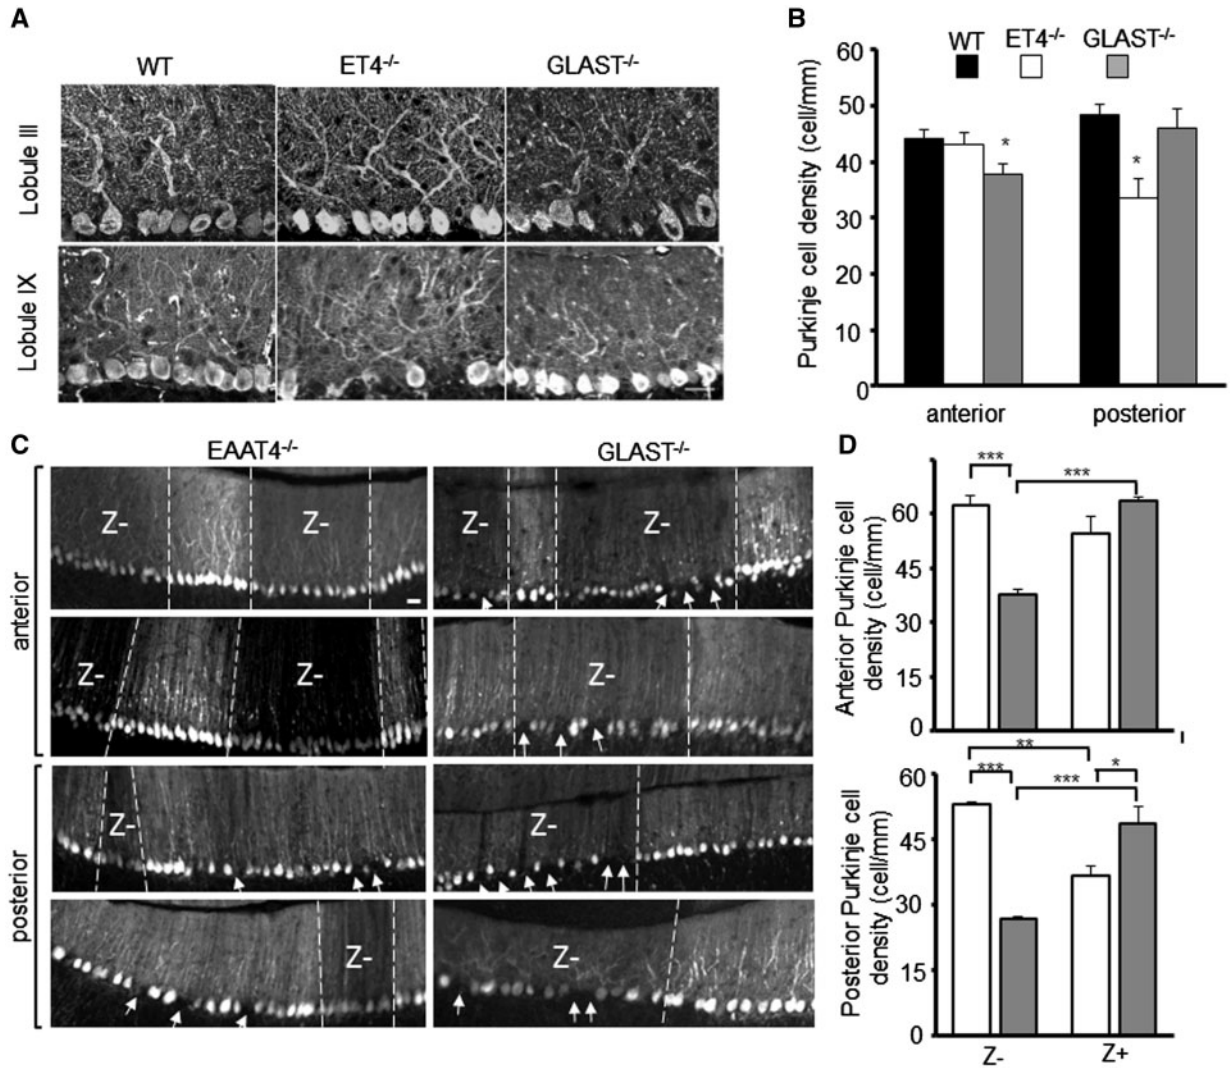 A
WT
ET4-/-
GLAST-/-
Lobule III
Lobule IX
B
WT
ET4-/-
GLAST-/-
Purkinje cell density (cell/mm)
60
50
40
30
20
10
0
*
*
anterior
posterior
C
EAAT4-/-
GLAST-/-
anterior
posterior
Z-
Z-
Z-
Z-
Z-
Z-
Z-
Z-
Z-
Z-
Z-
D
***
***
Anterior Purkinje cell
density (cell/mm)
60
45
30
15
0
**
***
***
*
Posterior Purkinje cell
density (cell/mm)
60
45
30
15
0
Z-
Z+